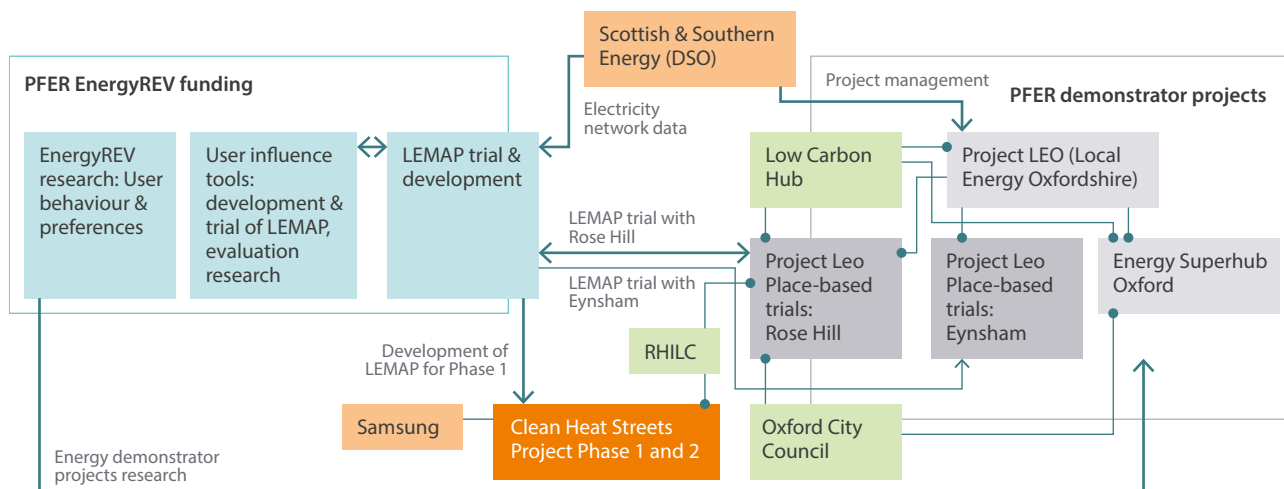 Scottish & Southern
Energy (DSO)
PFER EnergyREV funding
Project management
PFER demonstrator projects
Electricity
network data
EnergyREV
research: User
behaviour &
preferences
User influence
tools:
development &
trial of LEMAP,
evaluation
research
LEMAP trial &
development
Low Carbon
Hub
Project LEO (Local
Energy Oxfordshire)
LEMAP trial with
Rose Hill
LEMAP trial with
Eynsham
Project Leo
Place-based
trials:
Rose Hill
Project Leo
Place-based
trials:
Eynsham
Energy Superhub
Oxford
Development of
LEMAP for Phase 1
RHILC
Samsung
Clean Heat Streets
Project Phase 1 and 2
Oxford City
Council
Energy demonstrator
projects research